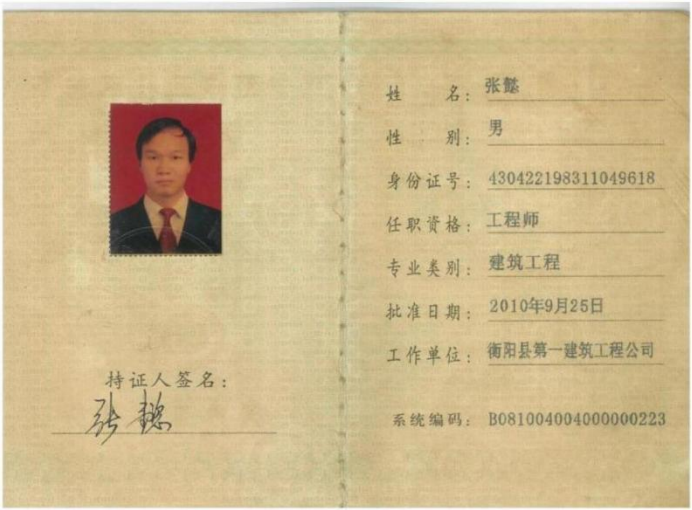 持证人签名：
张懿
姓 名：张懿
性 别：男
身份证号：430422198311049618
任职资格：工程师
专业类别：建筑工程
批准日期：2010年9月25日
工作单位：衡阳县第一建筑工程公司
系统编码：B08100400400000223